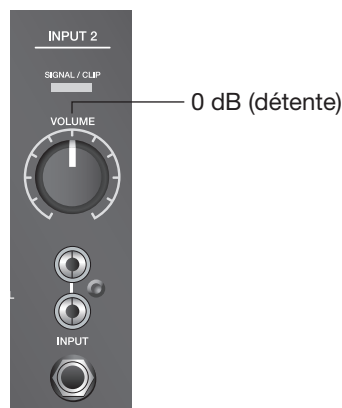 INPUT 2
SIGNAL / CLIP
0 dB (détente)
VOLUME
INPUT